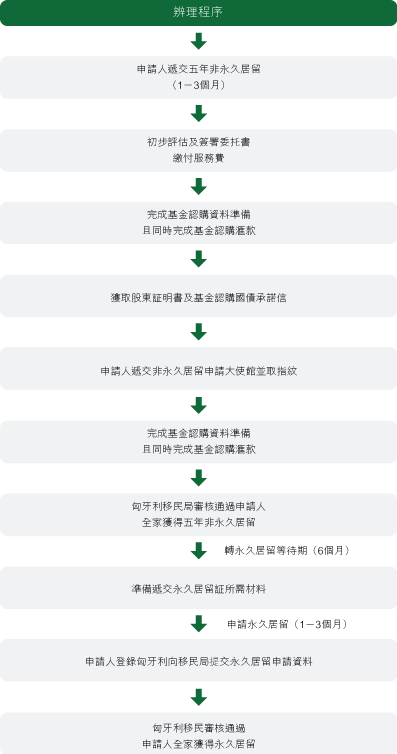 辨理程序
申請人遞交五年非永久居留
（1－3個月）
初步評估及簽署委托書
繳付服務費
完成基金認購資料準備
且同時完成基金認購滙款
獲取股東証明書及基金認購國債承諾信
申請人遞交非永久居留申請大使館並取指紋
完成基金認購資料準備
且同時完成基金認購滙款
匈牙利移民局審核通過申請人
全家獲得五年非永久居留
轉永久居留等待期（6個月）
準備遞交永久居留証所需材料
申請永久居留（1－3個月）
申請人登錄匈牙利向移民局提交永久居留申請資料
匈牙利移民審核通過
申請人全家獲得永久居留